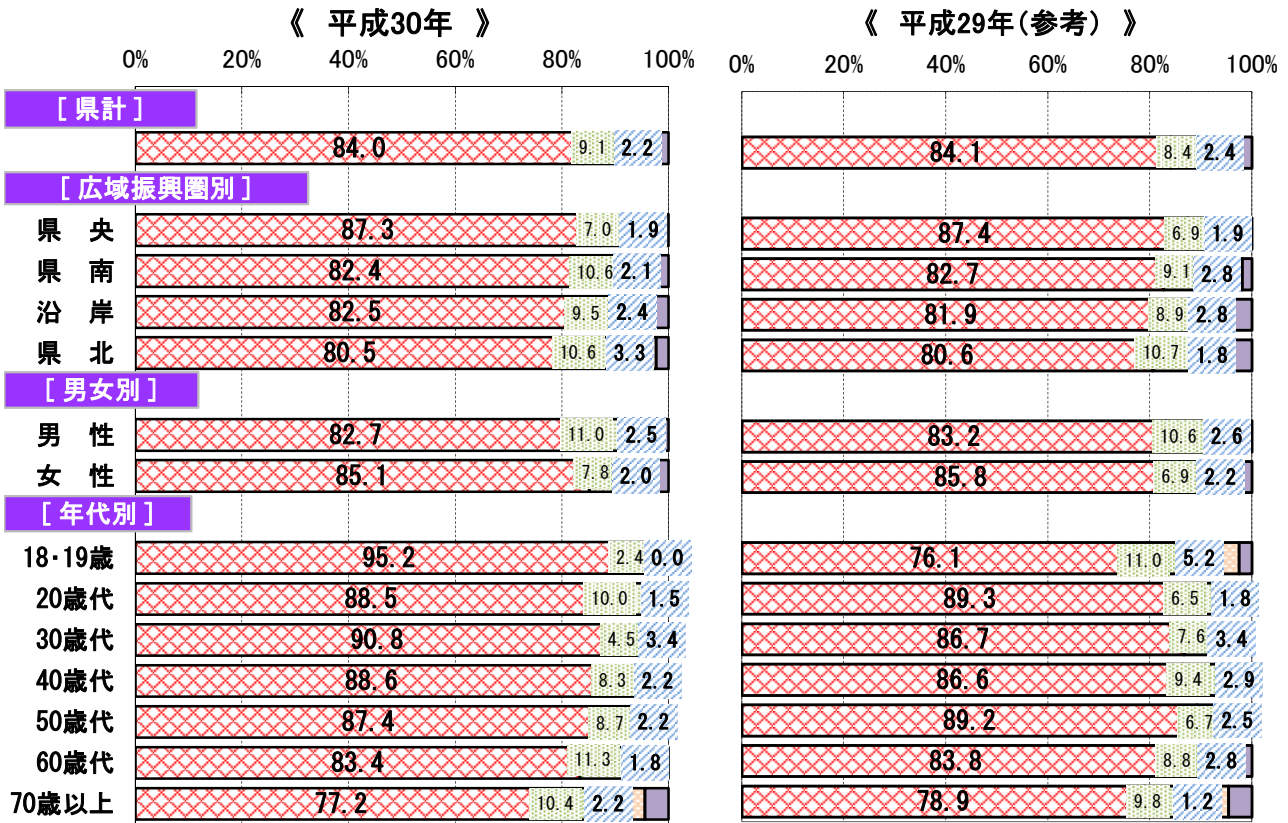 《 平成30年 》 《 平成29年(参考) 》
0% 20% 40% 60% 80% 100% 0% 20% 40% 60% 80% 100%
[ 県計 ]
84.0 9.1 2.2 84.1 8.4 2.4
[ 広域振興圏別 ]
県 央 87.3 7.0 1.9 87.4 6.9 1.9
県 南 82.4 10.6 2.1 82.7 9.1 2.8
沿 岸 82.5 9.5 2.4 81.9 8.9 2.8
県 北 80.5 10.6 3.3 80.6 10.7 1.8
[ 男女別 ]
男 性 82.7 11.0 2.5 83.2 10.6 2.6
女 性 85.1 7.8 2.0 85.8 6.9 2.2
[ 年代別 ]
18・19歳 95.2 2.4 0.0 76.1 11.0 5.2
20歳代 88.5 10.0 1.5 89.3 6.5 1.8
30歳代 90.8 4.5 3.4 86.7 7.6 3.4
40歳代 88.6 8.3 2.2 86.6 9.4 2.9
50歳代 87.4 8.7 2.2 89.2 6.7 2.5
60歳代 83.4 11.3 1.8 83.8 8.8 2.8
70歳以上 77.2 10.4 2.2 78.9 9.8 1.2